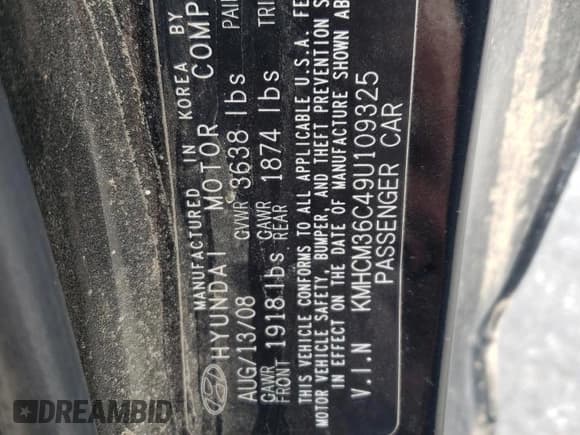 MANUFACTURED IN KOREA BY
HYUNDAI MOTOR COMP
AUG/13/08 GVWR 3638 lbs PAI
GAWR FRONT 1918 lbs GAWR REAR 1874 lbs TRI
THIS VEHICLE CONFORMS TO ALL APPLICABLE U.S.A. FE
MOTOR VEHICLE SAFETY, BUMPER, AND THEFT PREVENTION S
IN EFFECT ON THE DATE OF MANUFACTURE SHOWN AB
V.I.N KMHCM36C49U109325
PASSENGER CAR
DREAMBID